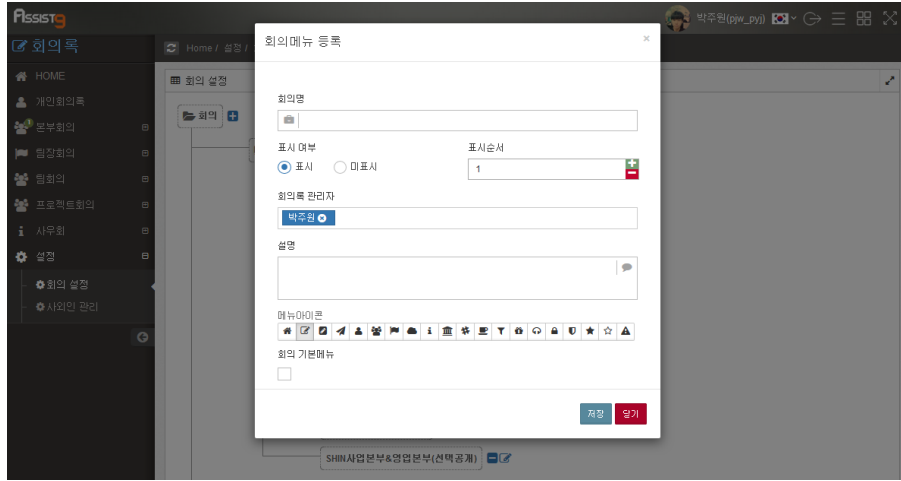 Assist9
박주원(pjw_pyj)
회의록
Home / 설정 /
HOME
개인회의록
본부회의
팀장회의
팀회의
프로젝트회의
사우회
설정
회의 설정
사외인 관리
회의 설정
회의
회의메뉴 등록
×
회의명
표시 여부
표시순서
표시
미표시
1
회의록 관리자
박주원
설명
메뉴아이콘
회의 기본메뉴
저장
닫기
SHIN사업본부&영업본부(선택공개)